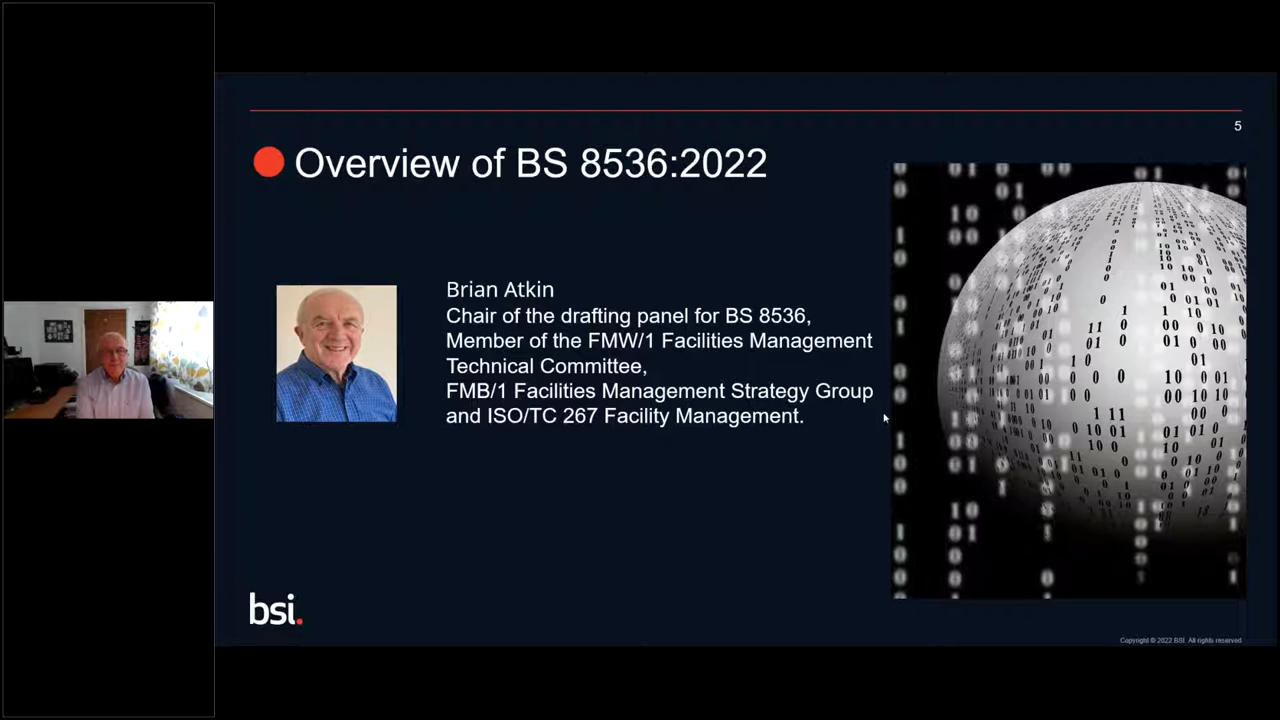 5
Overview of BS 8536:2022
Brian Atkin
Chair of the drafting panel for BS 8536,
Member of the FMW/1 Facilities Management
Technical Committee,
FMB/1 Facilities Management Strategy Group
and ISO/TC 267 Facility Management.
bsi.
Copyright © 2022 BSI. All rights reserved